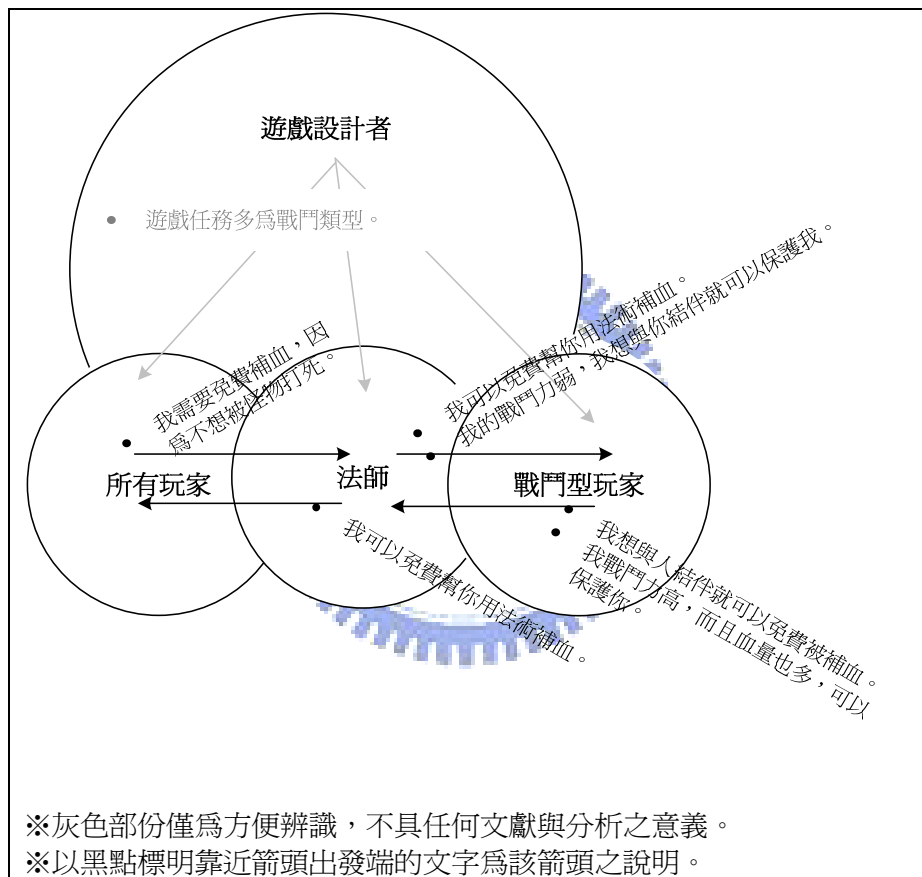 遊戲設計者
• 遊戲任務多為戰鬥類型。
我需要免費補血，因
為不想被怪物打死。
我可以免費幫你用法術補血。
我的戰鬥力弱，我想與你結伴就可以保護我。
所有玩家
法師
戰鬥型玩家
我可以免費幫你用法術補血。
我想與人結伴就可以免費被補血。
我戰鬥力高，而且血量也多，可以
保護你。
※灰色部份僅為方便辨識，不具任何文獻與分析之意義。
※以黑點標明靠近箭頭出發端的文字為該箭頭之說明。